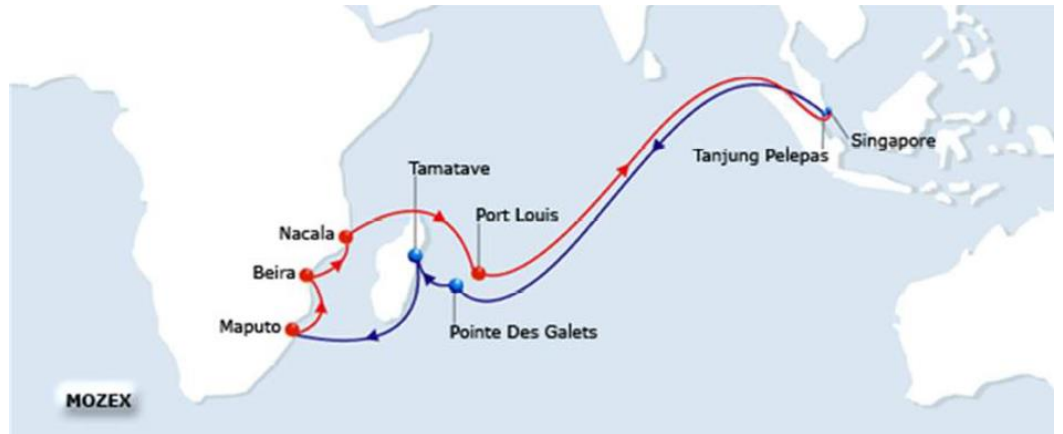 Singapore
Tanjung Pelepas
Tamatave
Port Louis
Nacala
Beira
Maputo
Pointe Des Galets
MOZEX